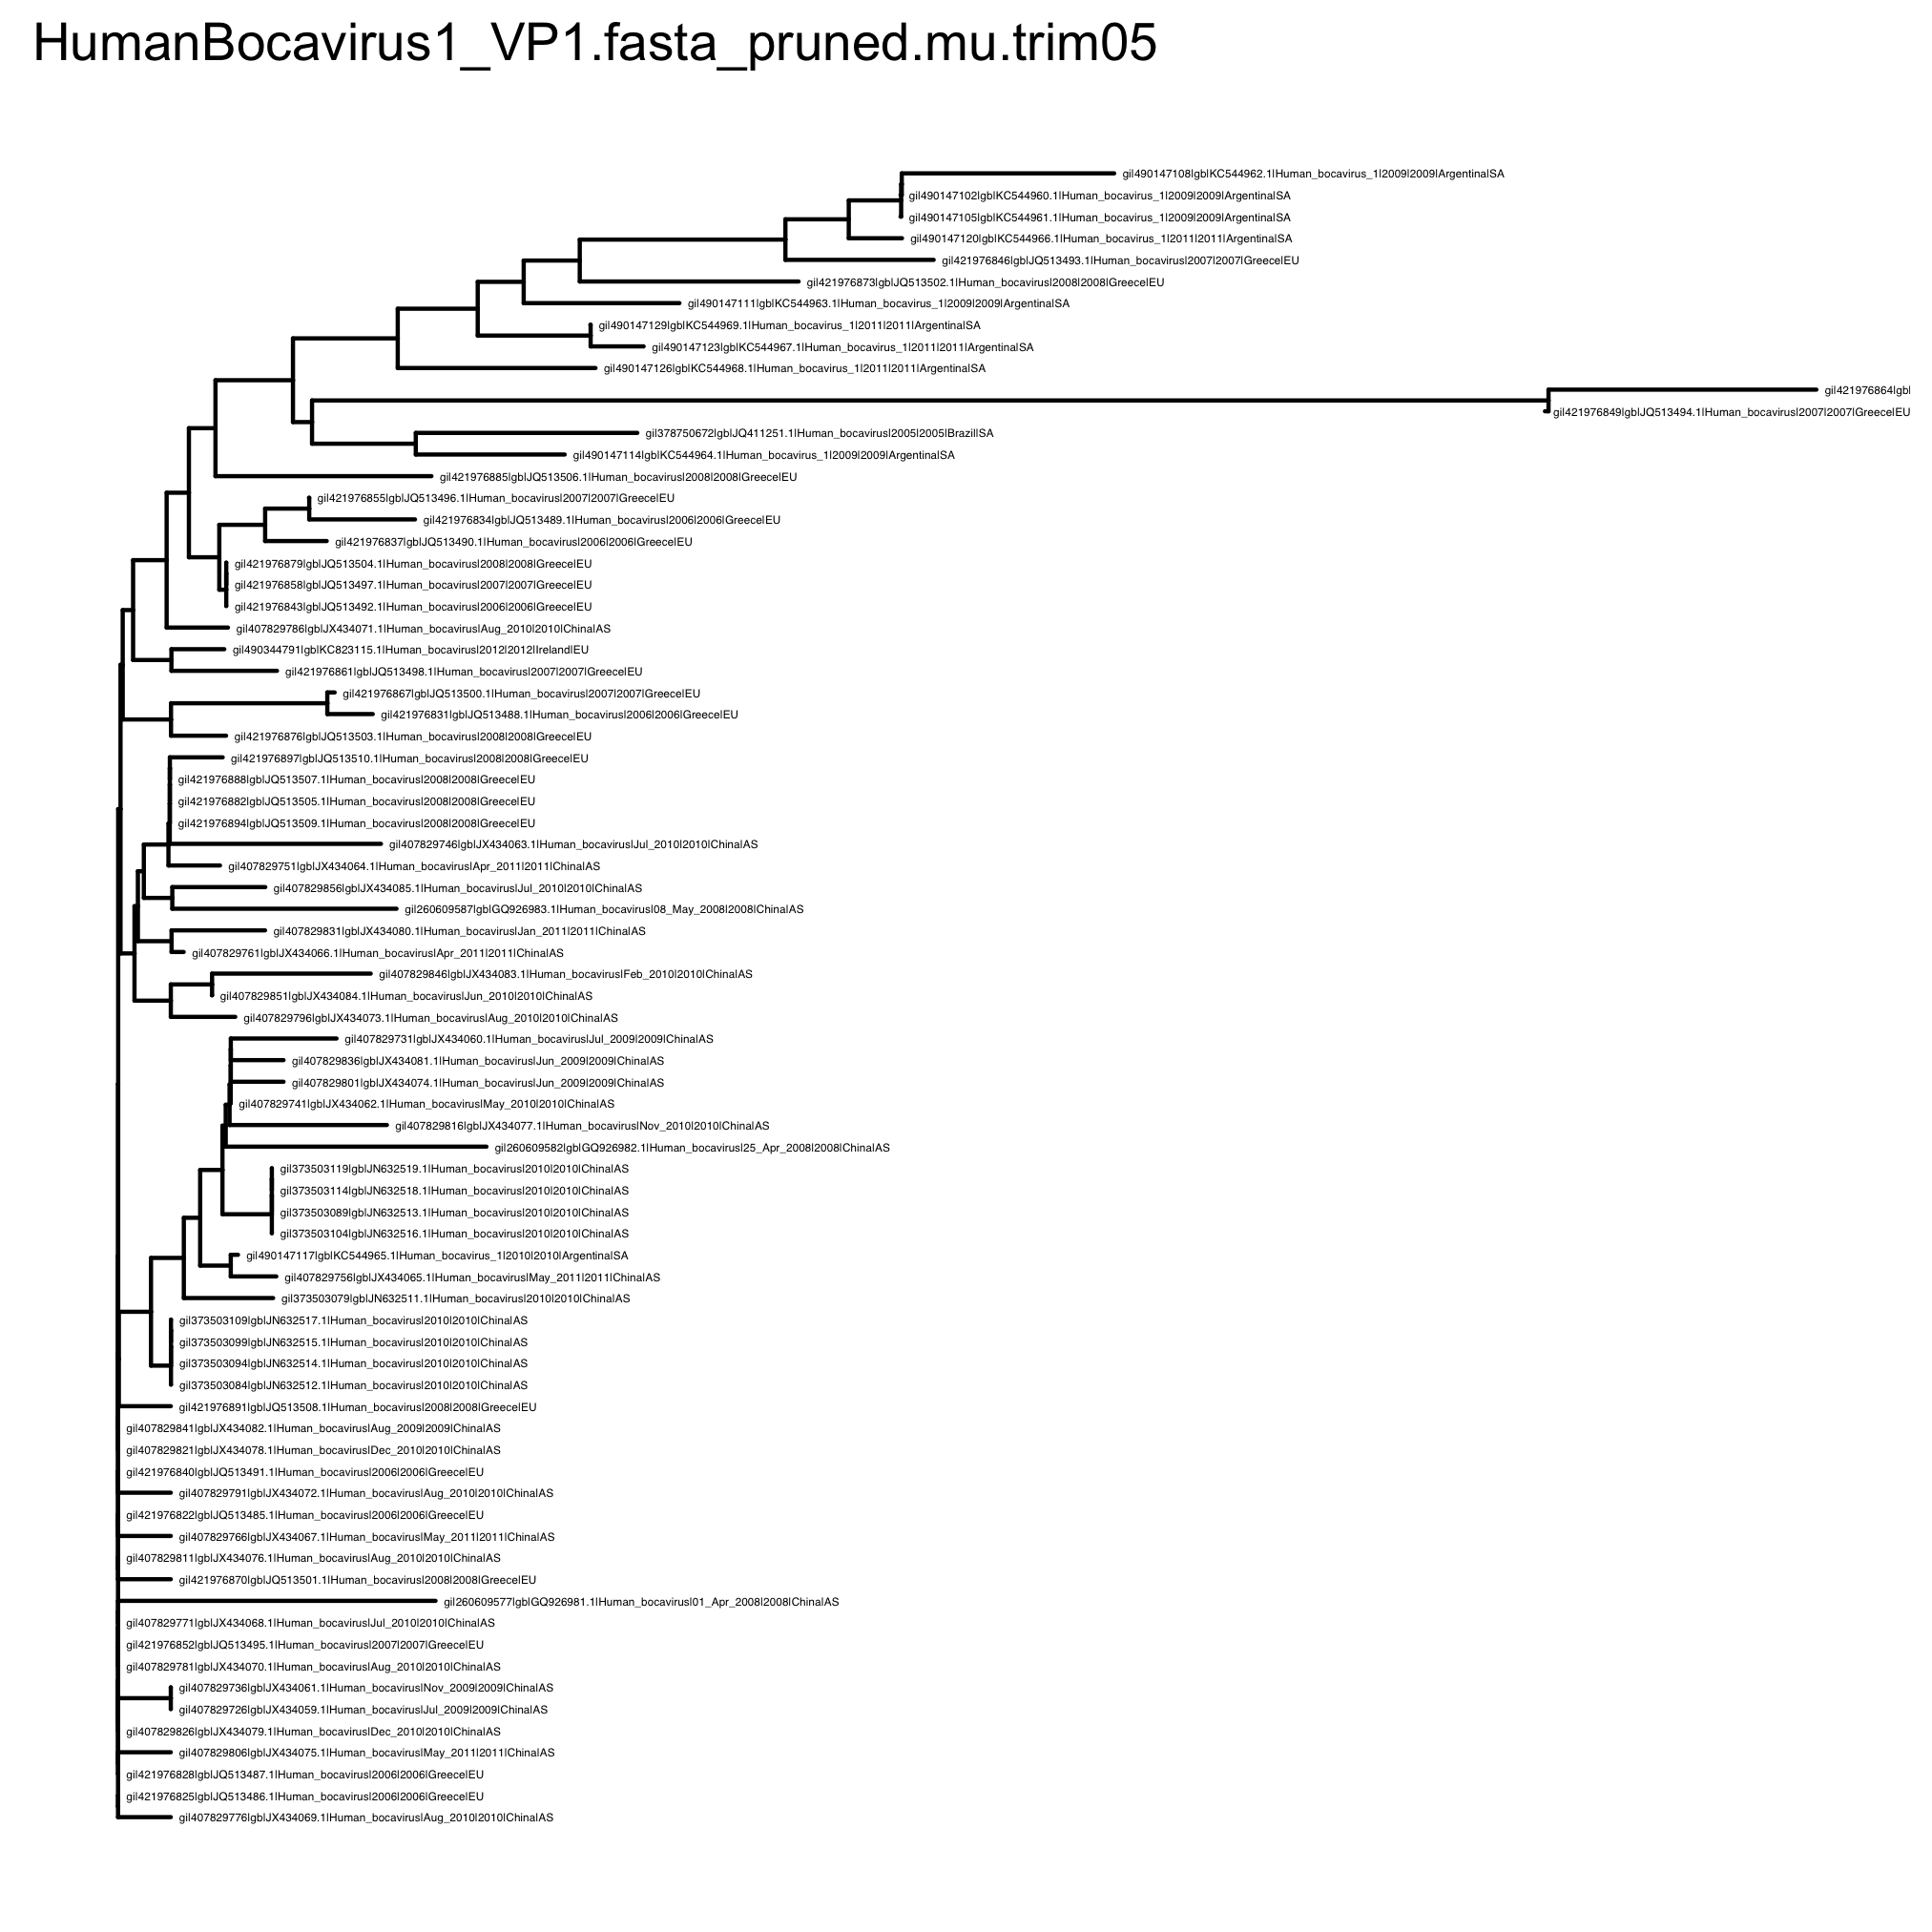 HumanBocavirus1_VP1.fasta_pruned.mu.trim05
gi|490147108|gb|KC544962.1|Human_bocavirus_1|2009|2009|Argentina|SA
gi|490147102|gb|KC544960.1|Human_bocavirus_1|2009|2009|Argentina|SA
gi|490147105|gb|KC544961.1|Human_bocavirus_1|2009|2009|Argentina|SA
gi|490147120|gb|KC544966.1|Human_bocavirus_1|2011|2011|Argentina|SA
gi|421976846|gb|JQ513493.1|Human_bocavirus|2007|2007|Greece|EU
gi|421976873|gb|JQ513502.1|Human_bocavirus|2008|2008|Greece|EU
gi|490147111|gb|KC544963.1|Human_bocavirus_1|2009|2009|Argentina|SA
gi|490147129|gb|KC544969.1|Human_bocavirus_1|2011|2011|Argentina|SA
gi|490147123|gb|KC544967.1|Human_bocavirus_1|2011|2011|Argentina|SA
gi|490147126|gb|KC544968.1|Human_bocavirus_1|2011|2011|Argentina|SA
gi|421976864|gb|
gi|421976849|gb|JQ513494.1|Human_bocavirus|2007|2007|Greece|EU
gi|378750672|gb|JQ411251.1|Human_bocavirus|2005|2005|Brazil|SA
gi|490147114|gb|KC544964.1|Human_bocavirus_1|2009|2009|Argentina|SA
gi|421976885|gb|JQ513506.1|Human_bocavirus|2008|2008|Greece|EU
gi|421976855|gb|JQ513496.1|Human_bocavirus|2007|2007|Greece|EU
gi|421976834|gb|JQ513489.1|Human_bocavirus|2006|2006|Greece|EU
gi|421976837|gb|JQ513490.1|Human_bocavirus|2006|2006|Greece|EU
gi|421976879|gb|JQ513504.1|Human_bocavirus|2008|2008|Greece|EU
gi|421976858|gb|JQ513497.1|Human_bocavirus|2007|2007|Greece|EU
gi|421976843|gb|JQ513492.1|Human_bocavirus|2006|2006|Greece|EU
gi|407829786|gb|JX434071.1|Human_bocavirus|Aug_2010|2010|China|AS
gi|490344791|gb|KC823115.1|Human_bocavirus|2012|2012|Ireland|EU
gi|421976861|gb|JQ513498.1|Human_bocavirus|2007|2007|Greece|EU
gi|421976867|gb|JQ513500.1|Human_bocavirus|2007|2007|Greece|EU
gi|421976831|gb|JQ513488.1|Human_bocavirus|2006|2006|Greece|EU
gi|421976876|gb|JQ513503.1|Human_bocavirus|2008|2008|Greece|EU
gi|421976897|gb|JQ513510.1|Human_bocavirus|2008|2008|Greece|EU
gi|421976888|gb|JQ513507.1|Human_bocavirus|2008|2008|Greece|EU
gi|421976882|gb|JQ513505.1|Human_bocavirus|2008|2008|Greece|EU
gi|421976894|gb|JQ513509.1|Human_bocavirus|2008|2008|Greece|EU
gi|407829746|gb|JX434063.1|Human_bocavirus|Jul_2010|2010|China|AS
gi|407829751|gb|JX434064.1|Human_bocavirus|Apr_2011|2011|China|AS
gi|407829856|gb|JX434085.1|Human_bocavirus|Jul_2010|2010|China|AS
gi|260609587|gb|GQ926983.1|Human_bocavirus|08_May_2008|2008|China|AS
gi|407829831|gb|JX434080.1|Human_bocavirus|Jan_2011|2011|China|AS
gi|407829761|gb|JX434066.1|Human_bocavirus|Apr_2011|2011|China|AS
gi|407829846|gb|JX434083.1|Human_bocavirus|Feb_2010|2010|China|AS
gi|407829851|gb|JX434084.1|Human_bocavirus|Jun_2010|2010|China|AS
gi|407829796|gb|JX434073.1|Human_bocavirus|Aug_2010|2010|China|AS
gi|407829731|gb|JX434060.1|Human_bocavirus|Jul_2009|2009|China|AS
gi|407829836|gb|JX434081.1|Human_bocavirus|Jun_2009|2009|China|AS
gi|407829801|gb|JX434074.1|Human_bocavirus|Jun_2009|2009|China|AS
gi|407829741|gb|JX434062.1|Human_bocavirus|May_2010|2010|China|AS
gi|407829816|gb|JX434077.1|Human_bocavirus|Nov_2010|2010|China|AS
gi|260609582|gb|GQ926982.1|Human_bocavirus|25_Apr_2008|2008|China|AS
gi|373503119|gb|JN632519.1|Human_bocavirus|2010|2010|China|AS
gi|373503114|gb|JN632518.1|Human_bocavirus|2010|2010|China|AS
gi|373503089|gb|JN632513.1|Human_bocavirus|2010|2010|China|AS
gi|373503104|gb|JN632516.1|Human_bocavirus|2010|2010|China|AS
gi|490147117|gb|KC544965.1|Human_bocavirus_1|2010|2010|Argentina|SA
gi|407829756|gb|JX434065.1|Human_bocavirus|May_2011|2011|China|AS
gi|373503079|gb|JN632511.1|Human_bocavirus|2010|2010|China|AS
gi|373503109|gb|JN632517.1|Human_bocavirus|2010|2010|China|AS
gi|373503099|gb|JN632515.1|Human_bocavirus|2010|2010|China|AS
gi|373503094|gb|JN632514.1|Human_bocavirus|2010|2010|China|AS
gi|373503084|gb|JN632512.1|Human_bocavirus|2010|2010|China|AS
gi|421976891|gb|JQ513508.1|Human_bocavirus|2008|2008|Greece|EU
gi|407829841|gb|JX434082.1|Human_bocavirus|Aug_2009|2009|China|AS
gi|407829821|gb|JX434078.1|Human_bocavirus|Dec_2010|2010|China|AS
gi|421976840|gb|JQ513491.1|Human_bocavirus|2006|2006|Greece|EU
gi|407829791|gb|JX434072.1|Human_bocavirus|Aug_2010|2010|China|AS
gi|421976822|gb|JQ513485.1|Human_bocavirus|2006|2006|Greece|EU
gi|407829766|gb|JX434067.1|Human_bocavirus|May_2011|2011|China|AS
gi|407829811|gb|JX434076.1|Human_bocavirus|Aug_2010|2010|China|AS
gi|421976870|gb|JQ513501.1|Human_bocavirus|2008|2008|Greece|EU
gi|260609577|gb|GQ926981.1|Human_bocavirus|01_Apr_2008|2008|China|AS
gi|407829771|gb|JX434068.1|Human_bocavirus|Jul_2010|2010|China|AS
gi|421976852|gb|JQ513495.1|Human_bocavirus|2007|2007|Greece|EU
gi|407829781|gb|JX434070.1|Human_bocavirus|Aug_2010|2010|China|AS
gi|407829736|gb|JX434061.1|Human_bocavirus|Nov_2009|2009|China|AS
gi|407829726|gb|JX434059.1|Human_bocavirus|Jul_2009|2009|China|AS
gi|407829826|gb|JX434079.1|Human_bocavirus|Dec_2010|2010|China|AS
gi|407829806|gb|JX434075.1|Human_bocavirus|May_2011|2011|China|AS
gi|421976828|gb|JQ513487.1|Human_bocavirus|2006|2006|Greece|EU
gi|421976825|gb|JQ513486.1|Human_bocavirus|2006|2006|Greece|EU
gi|407829776|gb|JX434069.1|Human_bocavirus|Aug_2010|2010|China|AS